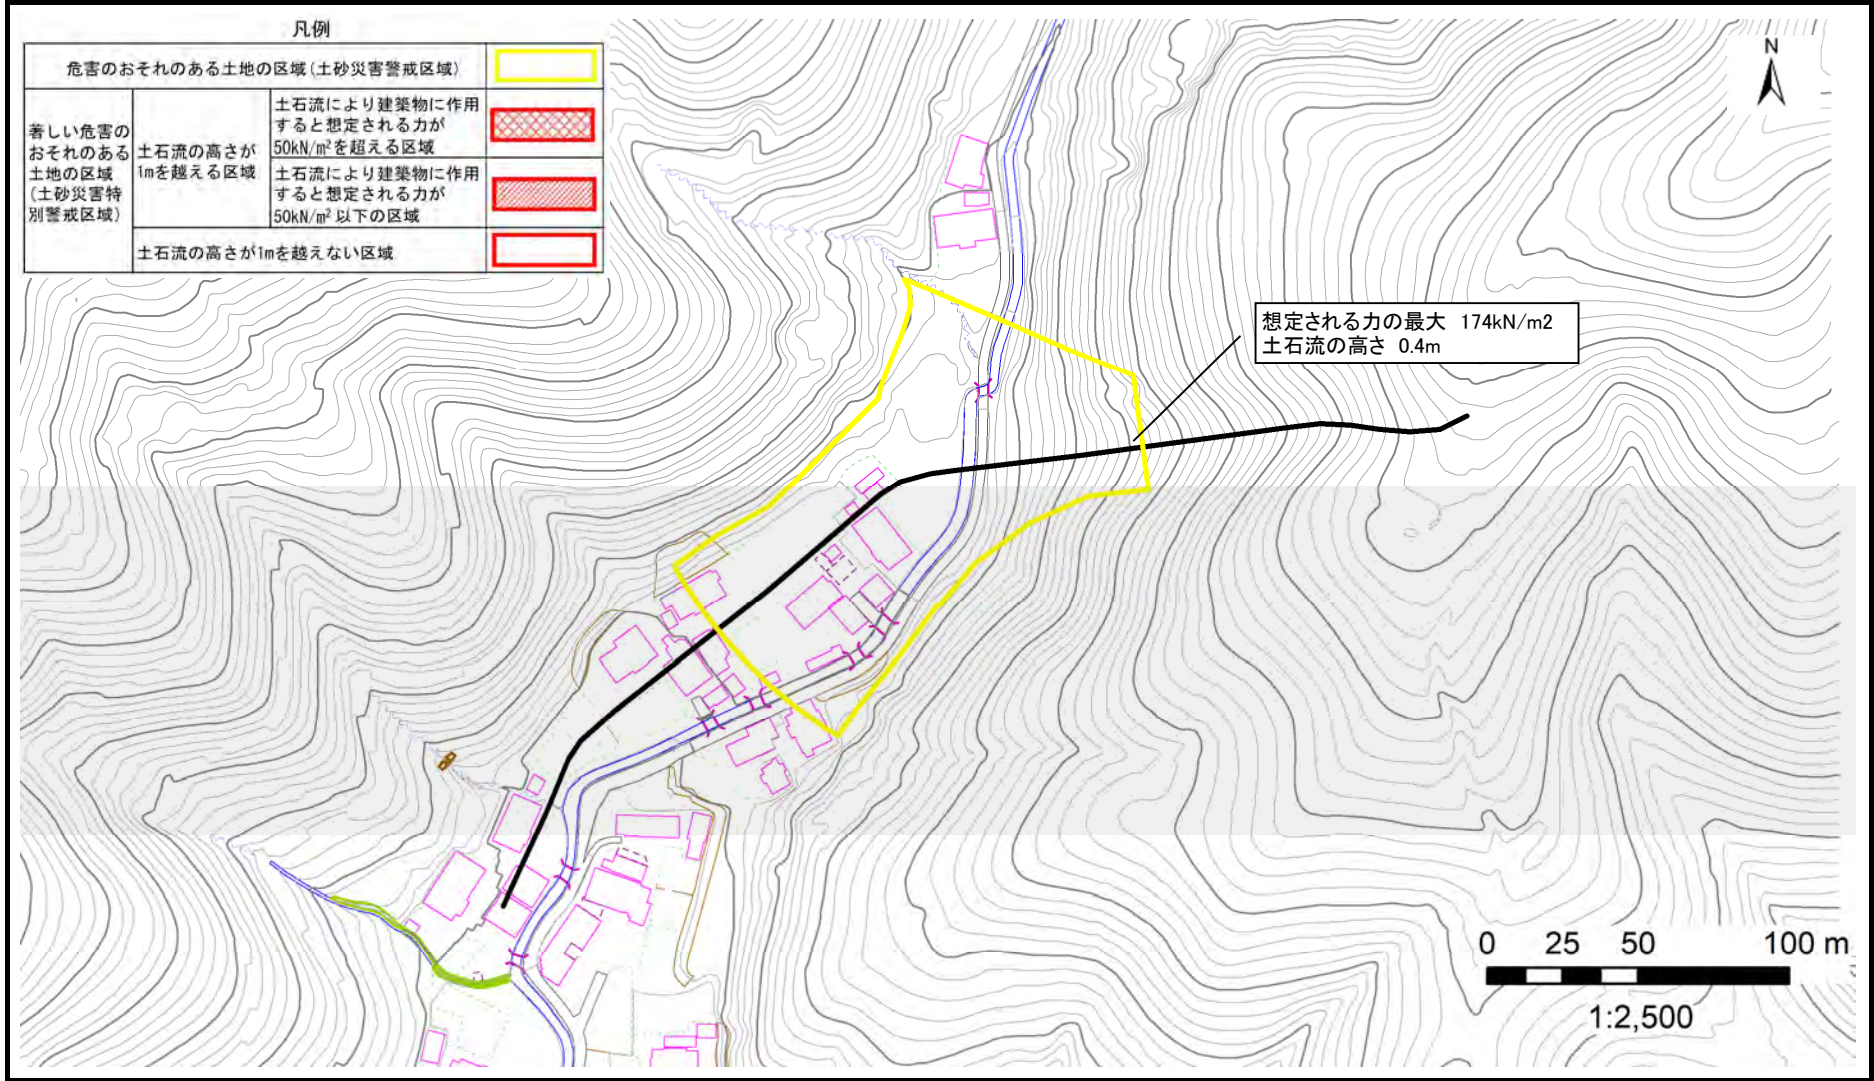 凡例
危害のおそれのある土地の区域(土砂災害警戒区域)
著しい危害の
おそれのある
土地の区域
(土砂災害特
別警戒区域)
土石流の高さが
1mを越える区域
土石流により建築物に作用
すると想定される力が
50kN/m²を超える区域
土石流により建築物に作用
すると想定される力が
50kN/m²以下の区域
土石流の高さが1mを越えない区域
N
想定される力の最大 174kN/m2
土石流の高さ 0.4m
0 25 50 100 m
1:2,500